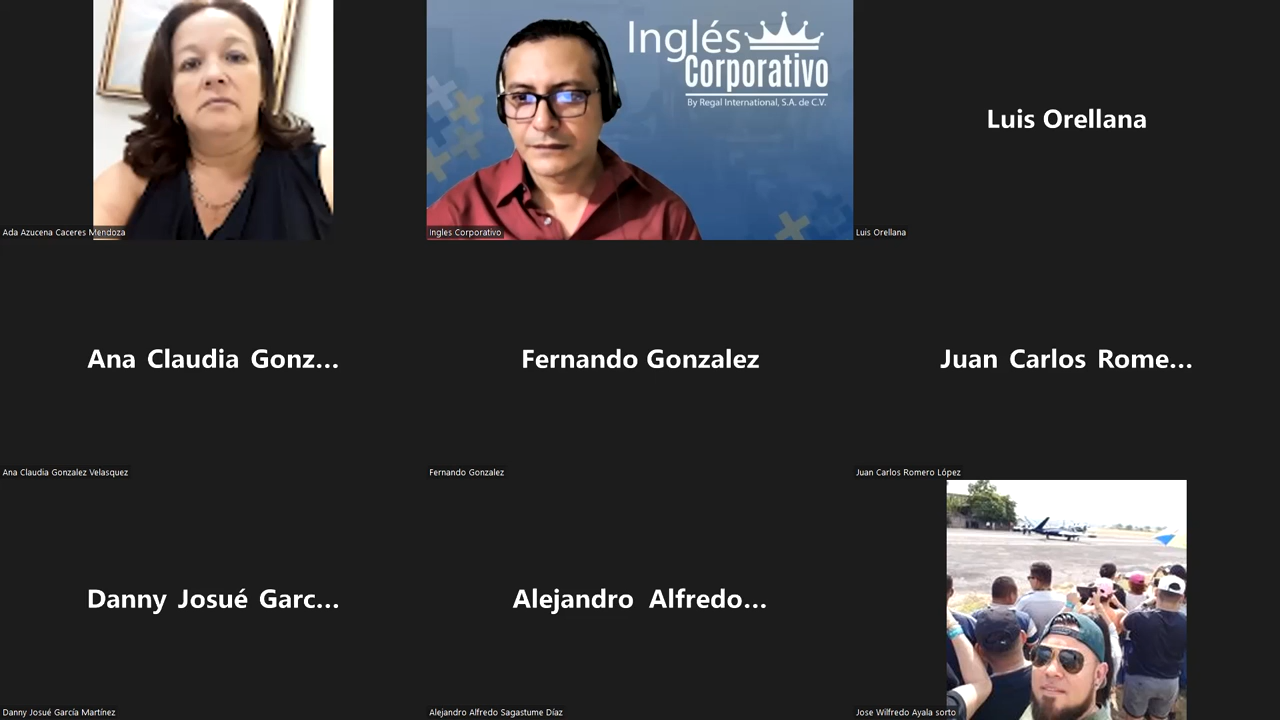 Inglés
Corporativo
By Regal International, S.A. de C.V.
Luis Orellana
Ada Azucena Caceres Mendoza
Ingles Corporativo
Luis Orellana
Ana Claudia Gonz...
Fernando Gonzalez
Juan Carlos Rome...
Ana Claudia Gonzalez Velasquez
Fernando Gonzalez
Juan Carlos Romero López
Danny Josué Garc...
Alejandro Alfredo...
Danny Josué García Martínez
Alejandro Alfredo Sagastume Díaz
Jose Wilfredo Ayala sorto